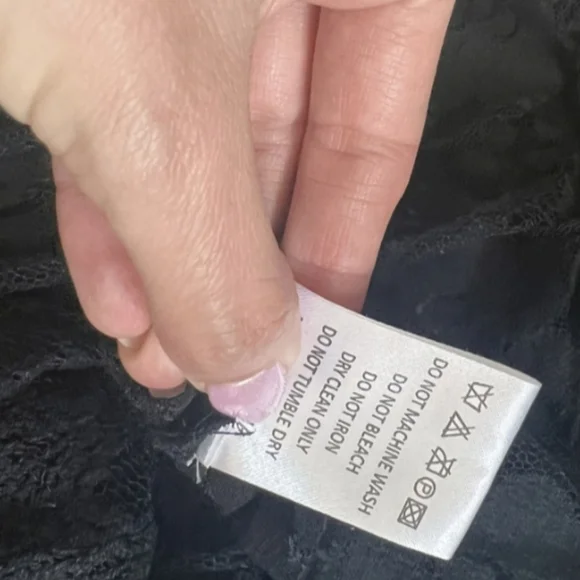 DO NOT MACHINE WASH
DO NOT BLEACH
DO NOT IRON
DRY CLEAN ONLY
DO NOT TUMBLE DRY